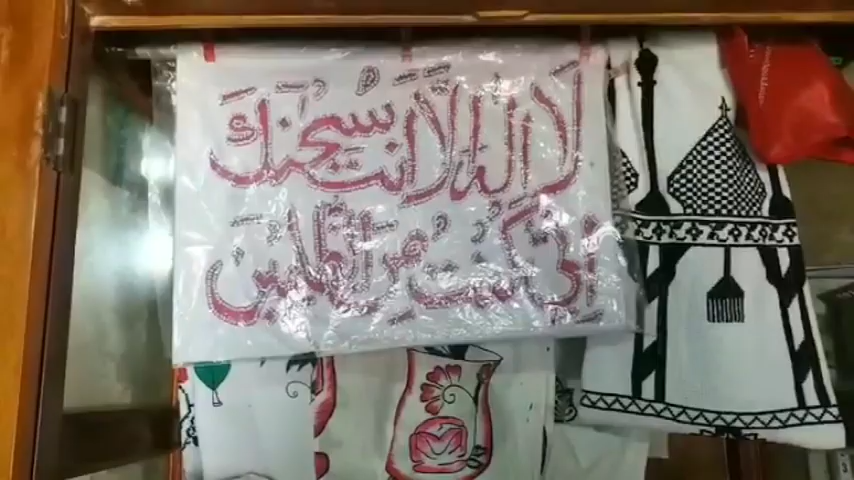 لا اله الا انت سبحنك
انی کنت من الظلمین